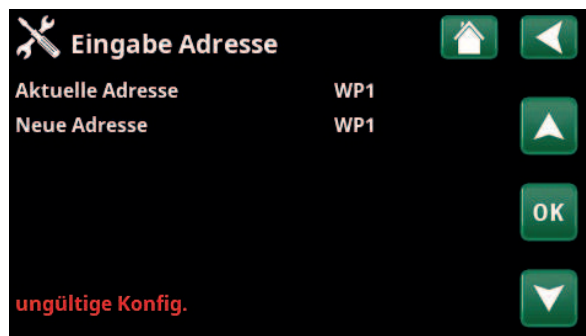 Eingabe Adresse
Aktuelle Adresse WP1
Neue Adresse WP1
OK
ungültige Konfig.